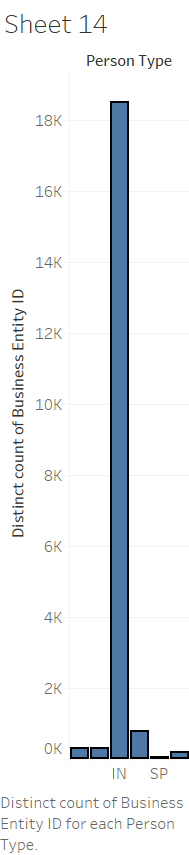 Sheet 14
Person Type
Distinct count of Business Entity ID
18K
16K
14K
12K
10K
8K
6K
4K
2K
0K
IN SP
Distinct count of Business
Entity ID for each Person
Type.